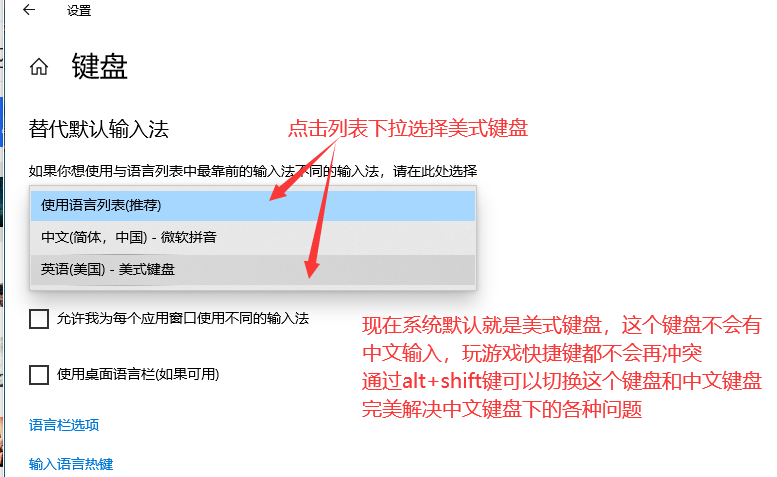 设置
键盘
替代默认输入法
点击列表下拉选择美式键盘
如果你想使用与语言列表中最靠前的输入法不同的输入法，请在此处选择
使用语言列表(推荐)
中文(简体，中国) - 微软拼音
英语(美国) - 美式键盘
允许我为每个应用窗口使用不同的输入法
现在系统默认就是美式键盘，这个键盘不会有
中文输入，玩游戏快捷键都不会再冲突
使用桌面语言栏(如果可用)
通过alt+shift键可以切换这个键盘和中文键盘
完美解决中文键盘下的各种问题
语言栏选项
输入语言热键